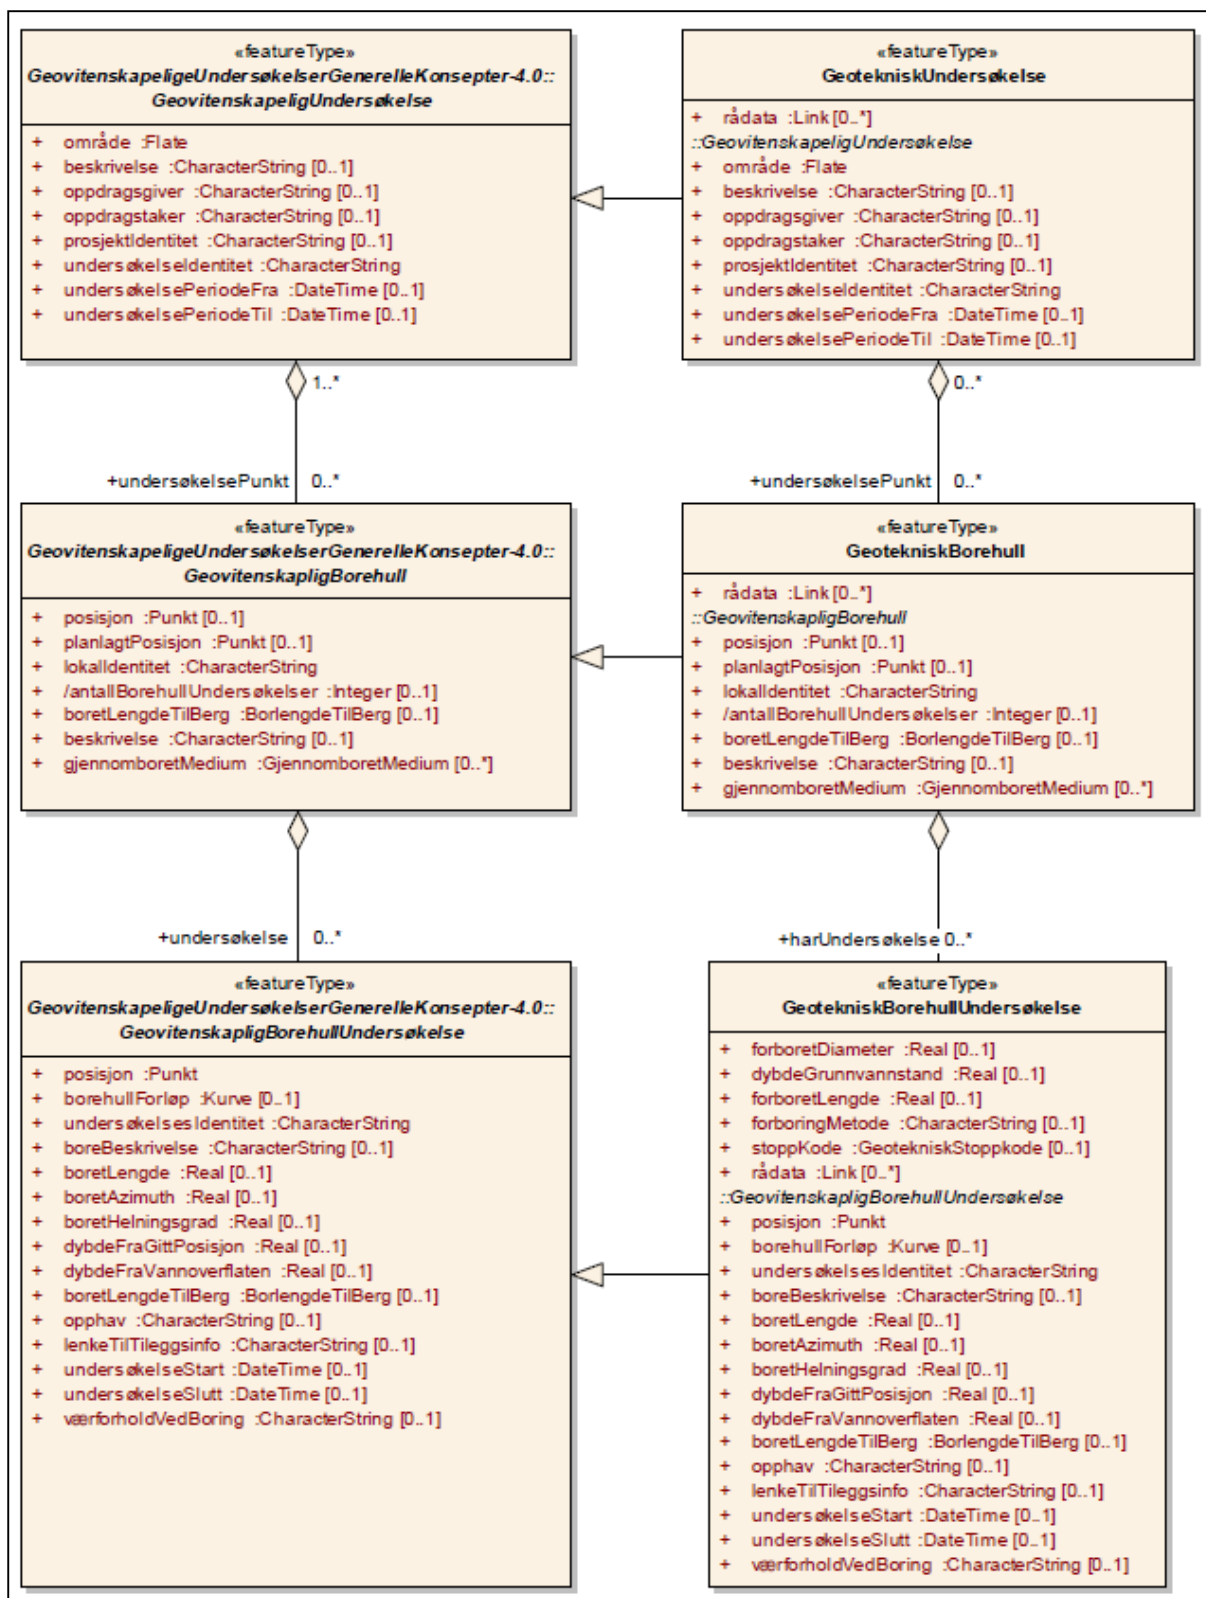 «featureType»
GeovitenskapeligeUndersøkelserGenerelleKonsepter-4.0::
GeovitenskapeligUndersøkelse
+ område :Flate
+ beskrivelse :CharacterString [0..1]
+ oppdragsgiver :CharacterString [0..1]
+ oppdragstaker :CharacterString [0..1]
+ prosjektIdentitet :CharacterString [0..1]
+ undersøkelseIdentitet :CharacterString
+ undersøkelsePeriodeFra :DateTime [0..1]
+ undersøkelsePeriodeTil :DateTime [0..1]
«featureType»
GeotekniskUndersøkelse
+ rådata :Link [0..*]
::GeovitenskapeligUndersøkelse
+ område :Flate
+ beskrivelse :CharacterString [0..1]
+ oppdragsgiver :CharacterString [0..1]
+ oppdragstaker :CharacterString [0..1]
+ prosjektIdentitet :CharacterString [0..1]
+ undersøkelseIdentitet :CharacterString
+ undersøkelsePeriodeFra :DateTime [0..1]
+ undersøkelsePeriodeTil :DateTime [0..1]
1..*
+undersøkelsePunkt 0..*
0..*
+undersøkelsePunkt 0..*
«featureType»
GeovitenskapeligeUndersøkelserGenerelleKonsepter-4.0::
GeovitenskapligBorehull
+ posisjon :Punkt [0..1]
+ planlagtPosisjon :Punkt [0..1]
+ lokalIdentitet :CharacterString
+ /antallBorehullUndersøkelser :Integer [0..1]
+ boretLengdeTilBerg :BorlengdeTilBerg [0..1]
+ beskrivelse :CharacterString [0..1]
+ gjennomboretMedium :GjennomboretMedium [0..*]
«featureType»
GeotekniskBorehull
+ rådata :Link [0..*]
::GeovitenskapligBorehull
+ posisjon :Punkt [0..1]
+ planlagtPosisjon :Punkt [0..1]
+ lokalIdentitet :CharacterString
+ /antallBorehullUndersøkelser :Integer [0..1]
+ boretLengdeTilBerg :BorlengdeTilBerg [0..1]
+ beskrivelse :CharacterString [0..1]
+ gjennomboretMedium :GjennomboretMedium [0..*]
+undersøkelse 0..*
+harUndersøkelse 0..*
«featureType»
GeovitenskapeligeUndersøkelserGenerelleKonsepter-4.0::
GeovitenskapligBorehullUndersøkelse
+ posisjon :Punkt
+ borehullForløp :Kurve [0..1]
+ undersøkelsesIdentitet :CharacterString
+ boreBeskrivelse :CharacterString [0..1]
+ boretLengde :Real [0..1]
+ boretAzimuth :Real [0..1]
+ boretHelningsgrad :Real [0..1]
+ dybdeFraGittPosisjon :Real [0..1]
+ dybdeFraVannoverflaten :Real [0..1]
+ boretLengdeTilBerg :BorlengdeTilBerg [0..1]
+ opphav :CharacterString [0..1]
+ lenkeTilTileggsinfo :CharacterString [0..1]
+ undersøkelseStart :DateTime [0..1]
+ undersøkelseSlutt :DateTime [0..1]
+ værforholdVedBoring :CharacterString [0..1]
«featureType»
GeotekniskBorehullUndersøkelse
+ forboretDiameter :Real [0..1]
+ dybdeGrunnvannstand :Real [0..1]
+ forboretLengde :Real [0..1]
+ forboringMetode :CharacterString [0..1]
+ stoppKode :GeotekniskStoppkode [0..1]
+ rådata :Link [0..*]
::GeovitenskapligBorehullUndersøkelse
+ posisjon :Punkt
+ borehullForløp :Kurve [0..1]
+ undersøkelsesIdentitet :CharacterString
+ boreBeskrivelse :CharacterString [0..1]
+ boretLengde :Real [0..1]
+ boretAzimuth :Real [0..1]
+ boretHelningsgrad :Real [0..1]
+ dybdeFraGittPosisjon :Real [0..1]
+ dybdeFraVannoverflaten :Real [0..1]
+ boretLengdeTilBerg :BorlengdeTilBerg [0..1]
+ opphav :CharacterString [0..1]
+ lenkeTilTileggsinfo :CharacterString [0..1]
+ undersøkelseStart :DateTime [0..1]
+ undersøkelseSlutt :DateTime [0..1]
+ værforholdVedBoring :CharacterString [0..1]